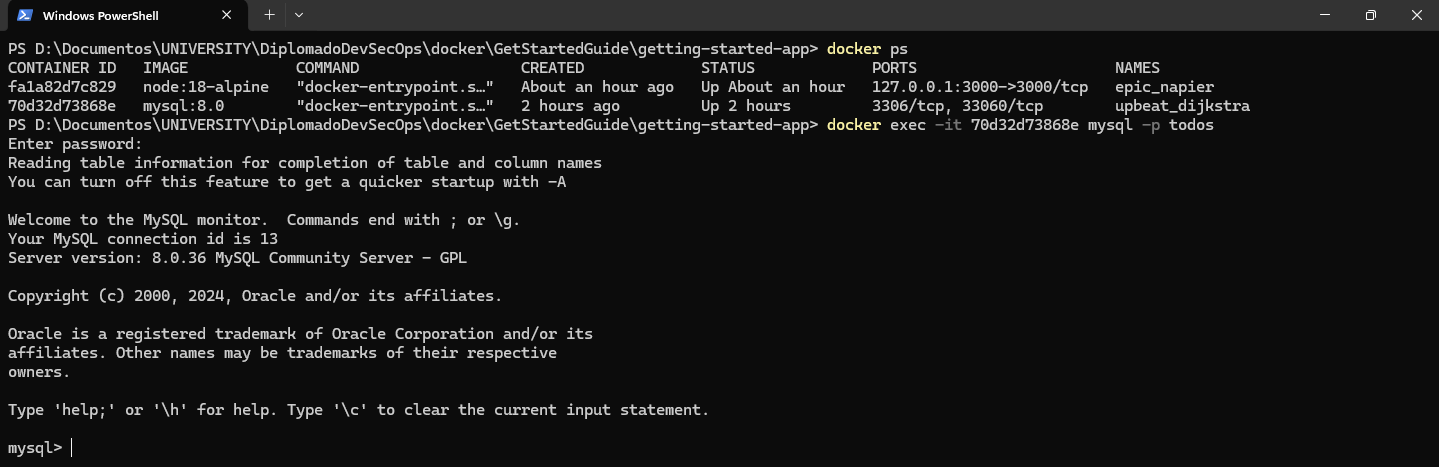 Windows PowerShell
PS D:\Documentos\UNIVERSITY\DiplomadoDevSecOps\docker\GetStartedGuide\getting-started-app> docker ps
CONTAINER ID   IMAGE            COMMAND                  CREATED             STATUS             PORTS                      NAMES
fa1a82d7c829   node:18-alpine   "docker-entrypoint.s…"   About an hour ago   Up About an hour   127.0.0.1:3000->3000/tcp   epic_napier
70d32d73868e   mysql:8.0        "docker-entrypoint.s…"   2 hours ago         Up 2 hours         3306/tcp, 33060/tcp        upbeat_dijkstra
PS D:\Documentos\UNIVERSITY\DiplomadoDevSecOps\docker\GetStartedGuide\getting-started-app> docker exec -it 70d32d73868e mysql -p todos
Enter password:
Reading table information for completion of table and column names
You can turn off this feature to get a quicker startup with -A
Welcome to the MySQL monitor.  Commands end with ; or \g.
Your MySQL connection id is 13
Server version: 8.0.36 MySQL Community Server - GPL
Copyright (c) 2000, 2024, Oracle and/or its affiliates.
Oracle is a registered trademark of Oracle Corporation and/or its
affiliates. Other names may be trademarks of their respective
owners.
Type 'help;' or '\h' for help. Type '\c' to clear the current input statement.
mysql>